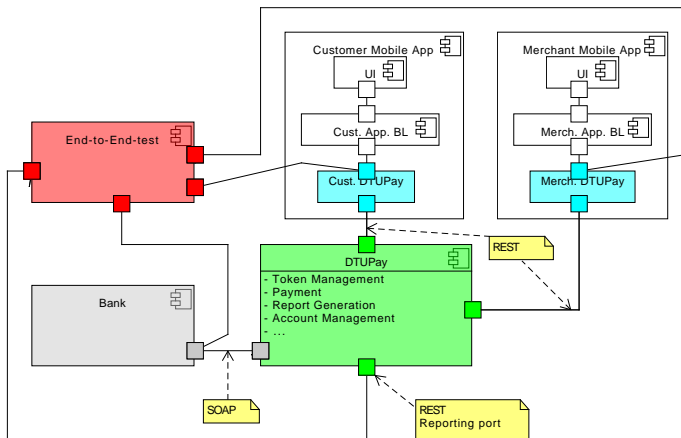 Customer Mobile App
UI
Cust. App. BL
Cust. DTUPay
Merchant Mobile App
UI
Merch. App. BL
Merch. DTUPay
End-to-End-test
REST
DTUPay
- Token Management
- Payment
- Report Generation
- Account Management
- ...
Bank
SOAP
REST
Reporting port